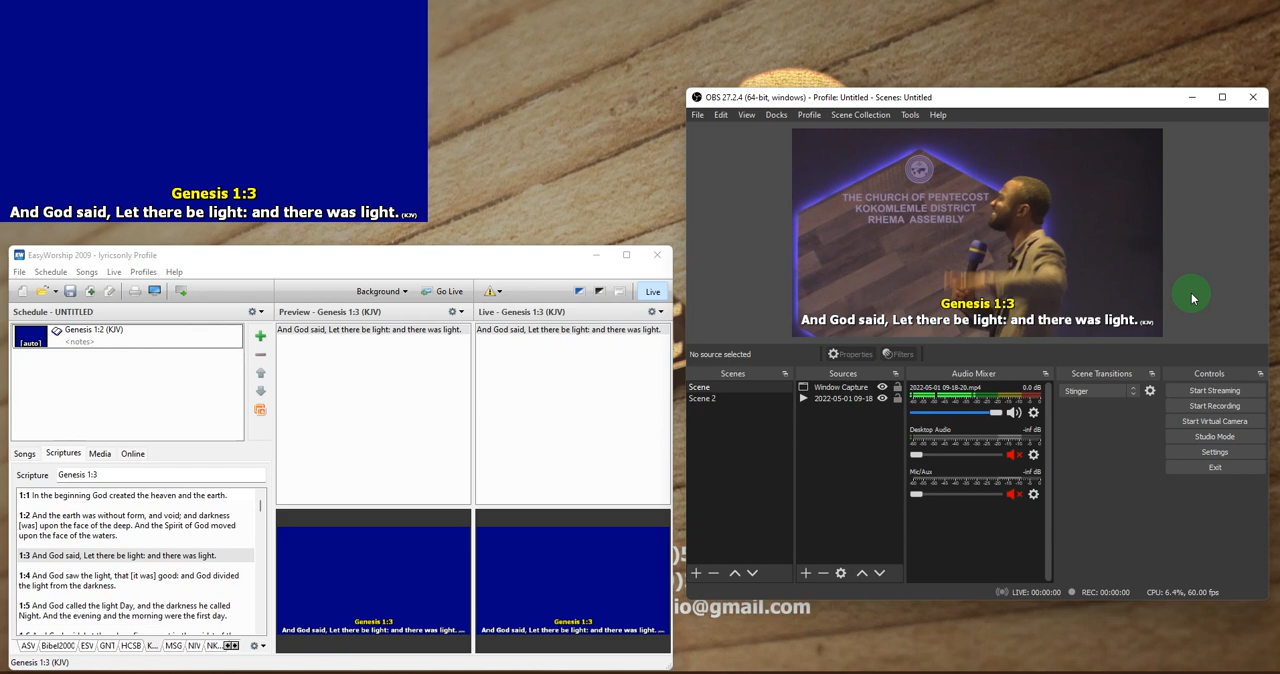 Genesis 1:3
And God said, Let there be light: and there was light. (KJV)
EasyWorship 2009 - lyricsonly Profile
File Schedule Songs Live Profiles Help
Background Go Live Live
Schedule - UNTITLED
Preview - Genesis 1:3 (KJV)
Live - Genesis 1:3 (KJV)
[auto]
Genesis 1:2 (KJV)
<notes>
And God said, Let there be light: and there was light.
And God said, Let there be light: and there was light.
Songs Scriptures Media Online
Scripture Genesis 1:3
1:1 In the beginning God created the heaven and the earth.
1:2 And the earth was without form, and void; and darkness
[was] upon the face of the deep. And the Spirit of God moved
upon the face of the waters.
1:3 And God said, Let there be light: and there was light.
1:4 And God saw the light, that [it was] good: and God divided
the light from the darkness.
1:5 And God called the light Day, and the darkness he called
Night. And the evening and the morning were the first day.
ASV Bibel2000 ESV GNT HCSB K... MSG NIV NK...
Genesis 1:3 (KJV)
Genesis 1:3
And God said, Let there be light: and there was light. ...
Genesis 1:3
And God said, Let there be light: and there was light. ...
OBS 27.2.4 (64-bit, windows) - Profile: Untitled - Scenes: Untitled
File Edit View Docks Profile Scene Collection Tools Help
THE CHURCH OF PENTECOST
KOKOMLEMLE DISTRICT
RHEMA ASSEMBLY
Genesis 1:3
And God said, Let there be light: and there was light. (KJV)
No source selected Properties Filters
Scenes Sources Audio Mixer Scene Transitions Controls
Scene
Scene 2
Window Capture
2022-05-01 09-18
2022-05-01 09-18-20.mp4 0.0 dB
Desktop Audio -inf dB
Mic/Aux -inf dB
Stinger
Start Streaming
Start Recording
Start Virtual Camera
Studio Mode
Settings
Exit
LIVE: 00:00:00 REC: 00:00:00 CPU: 6.4%, 60.00 fps
io@gmail.com